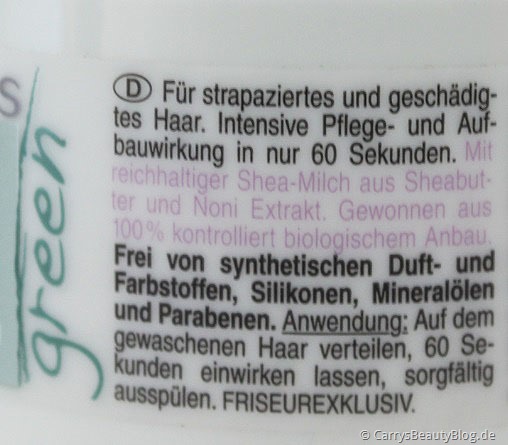 S
green
D Für strapaziertes und geschädig-
tes Haar. Intensive Pflege- und Auf-
bauwirkung in nur 60 Sekunden. Mit
reichhaltiger Shea-Milch aus Sheabut-
ter und Noni Extrakt. Gewonnen aus
100% kontrolliert biologischem Anbau.
Frei von synthetischen Duft- und
Farbstoffen, Silikonen, Mineralölen
und Parabenen. Anwendung: Auf dem
gewaschenen Haar verteilen, 60 Se-
kunden einwirken lassen, sorgfältig
ausspülen. FRISEUREXKLUSIV.
© CarrysBeautyBlog.de